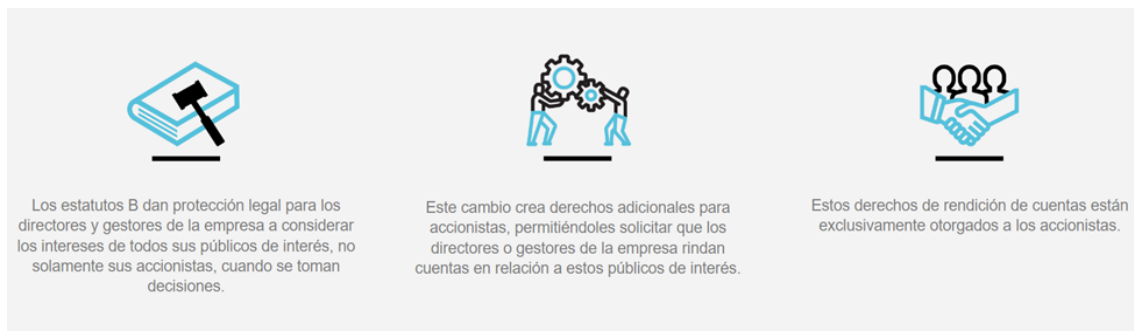 Los estatutos B dan protección legal para los
directores y gestores de la empresa a considerar
los intereses de todos sus públicos de interés, no
solamente sus accionistas, cuando se toman
decisiones.
Este cambio crea derechos adicionales para
accionistas, permitiéndoles solicitar que los
directores o gestores de la empresa rindan
cuentas en relación a estos públicos de interés.
Estos derechos de rendición de cuentas están
exclusivamente otorgados a los accionistas.